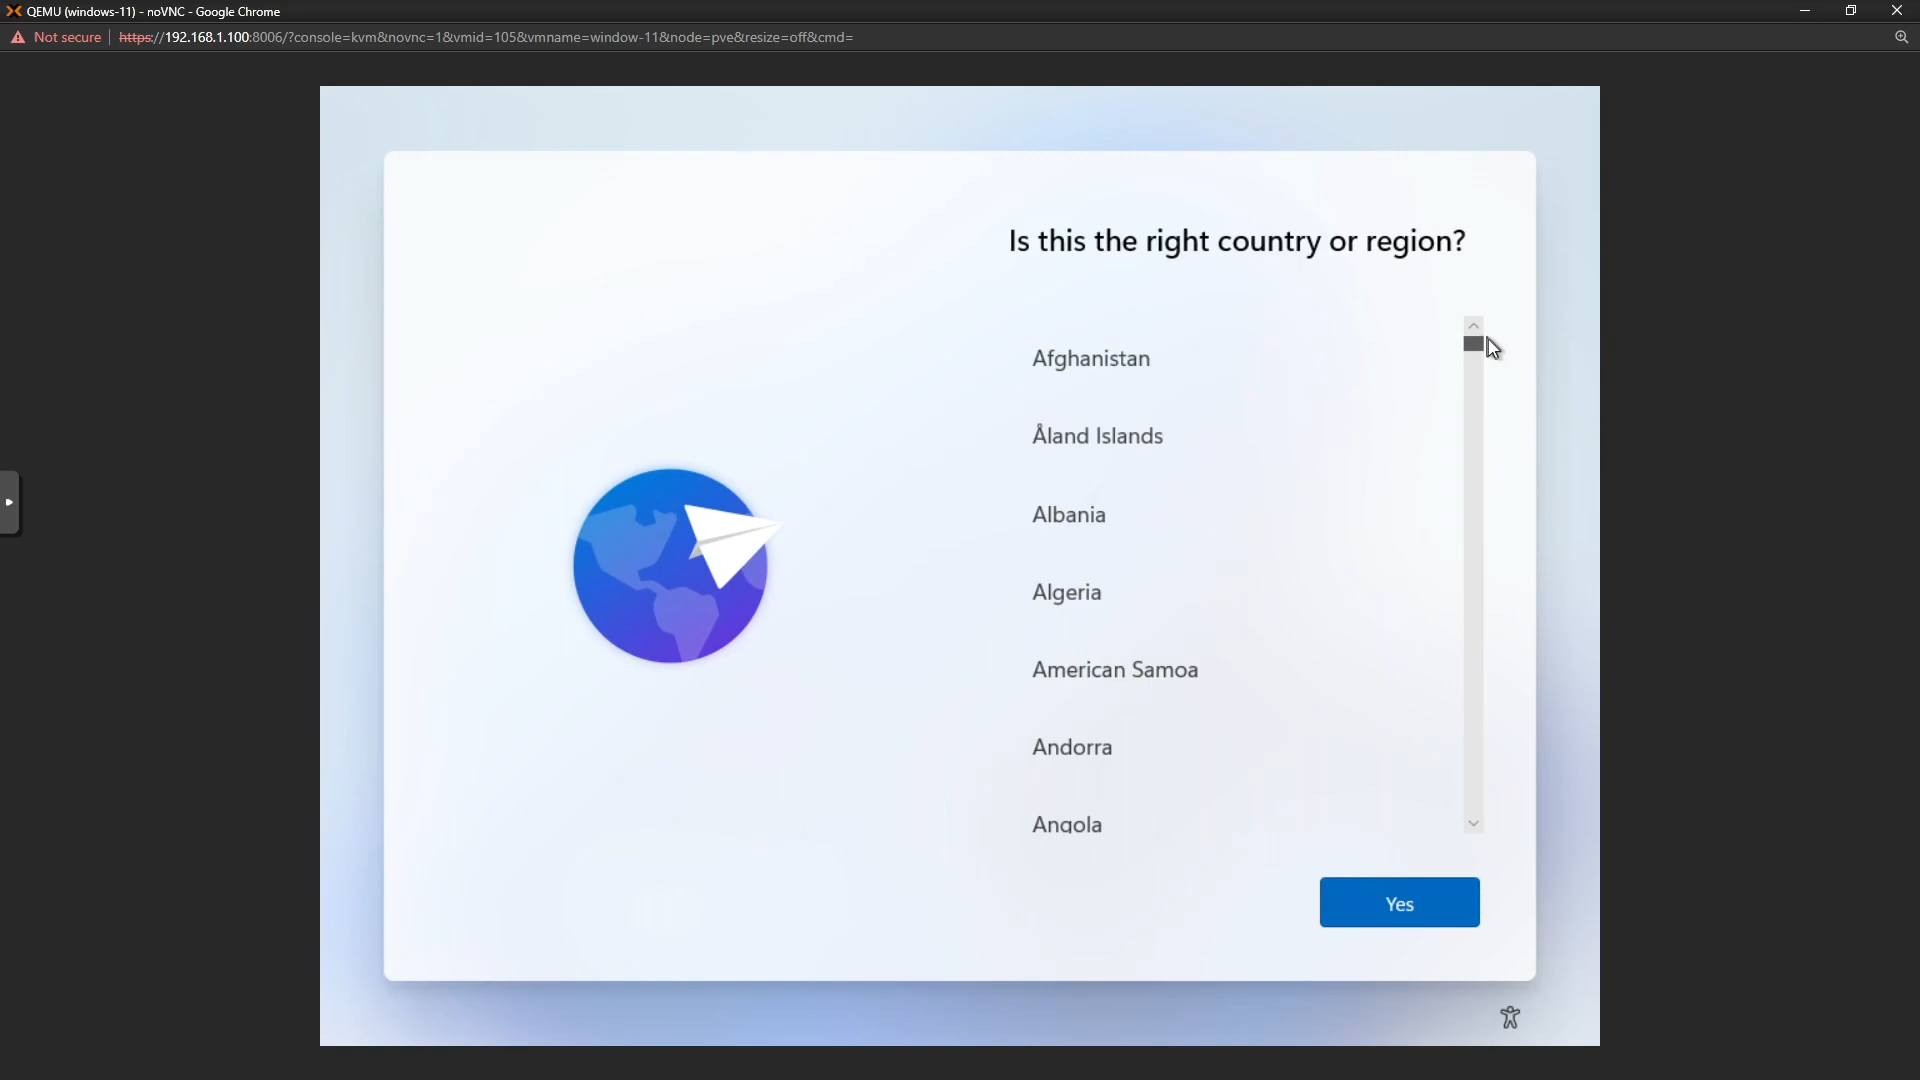 QEMU (windows-11) - noVNC - Google Chrome
Not secure https://192.168.1.100:8006/?console=kvm&novnc=1&vmid=105&vmname=window-11&node=pve&resize=off&cmd=
Is this the right country or region?
Afghanistan
Åland Islands
Albania
Algeria
American Samoa
Andorra
Angola
Yes